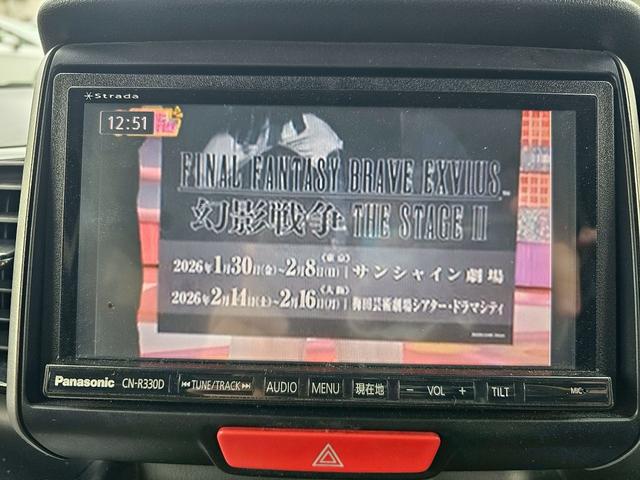 Strada
12:51
FINAL FANTASY BRAVE EXVIUS
幻影戦争 THE STAGE II
(東京)
2026年1月30日(金)~2月8日(日) | サンシャイン劇場
(大阪)
2026年2月14日(土)~2月16日(月) | 梅田芸術劇場シアター・ドラマシティ
Panasonic CN-R330D TUNE/TRACK AUDIO MENU 現在地 − VOL + TILT MIC